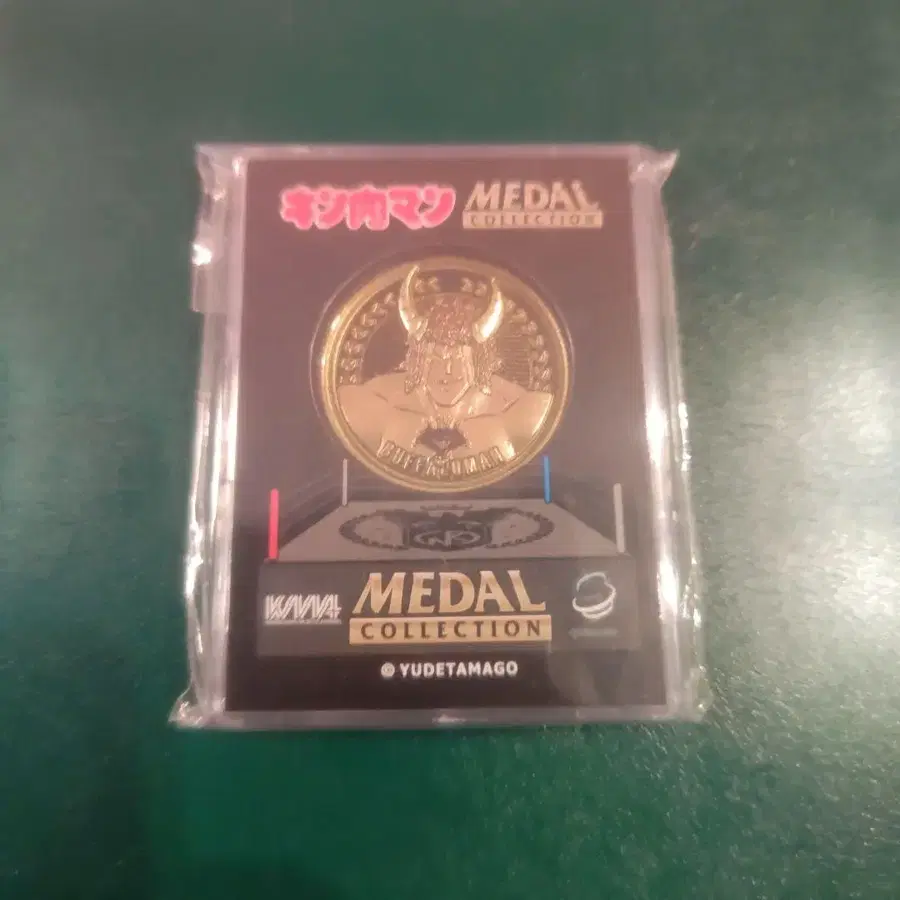 キン肉マン MEDAL
COLLECTION
BUFFALOMAN
MEDAL
COLLECTION
© YUDETAMAGO